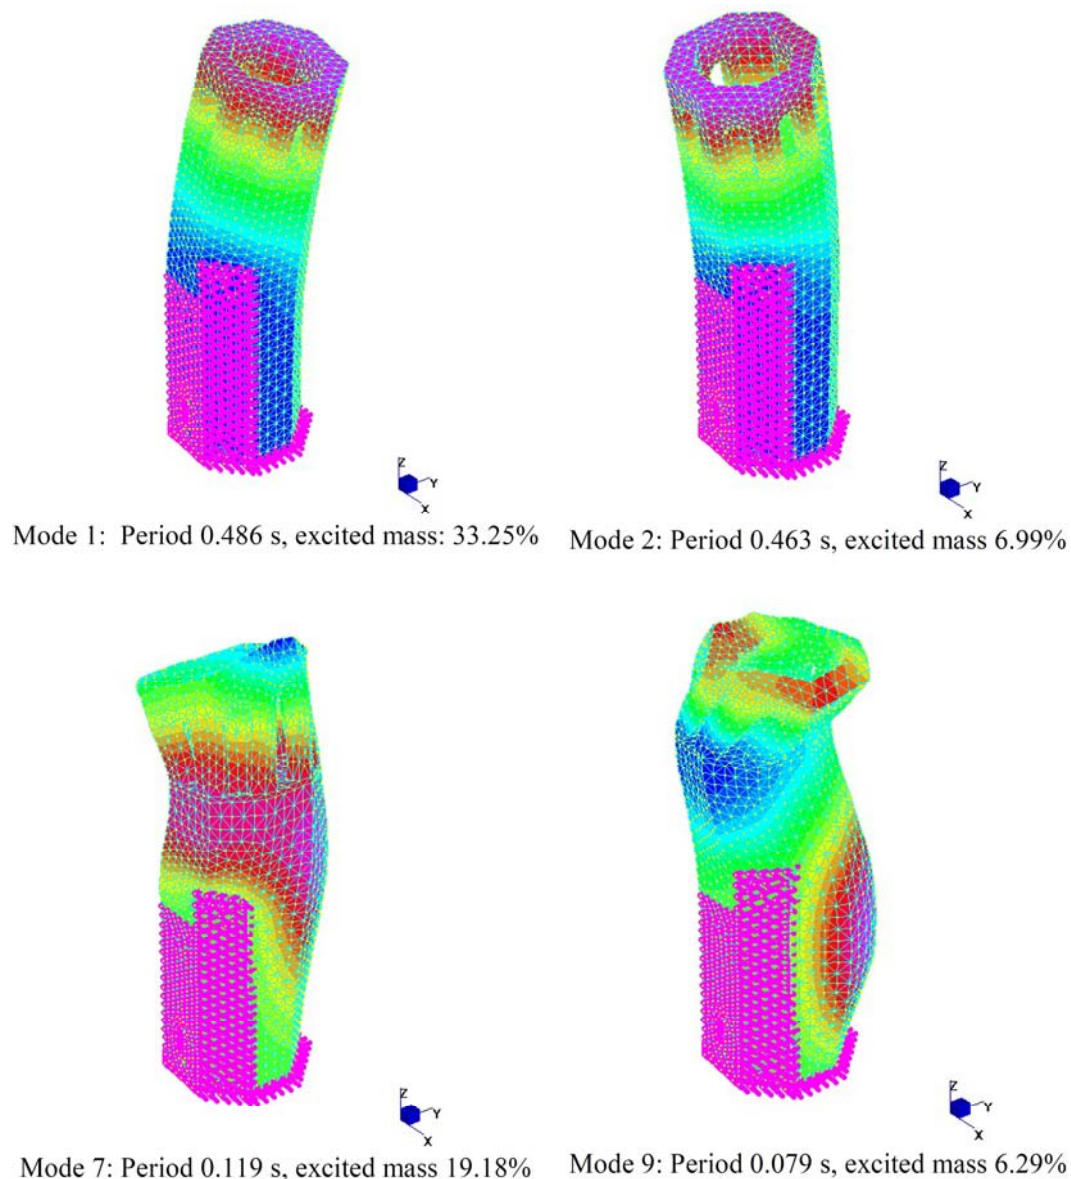 Z
Y
X
Z
Y
X
Mode 1: Period 0.486 s, excited mass: 33.25%
Mode 2: Period 0.463 s, excited mass 6.99%
Z
Y
X
Z
Y
X
Mode 7: Period 0.119 s, excited mass 19.18%
Mode 9: Period 0.079 s, excited mass 6.29%